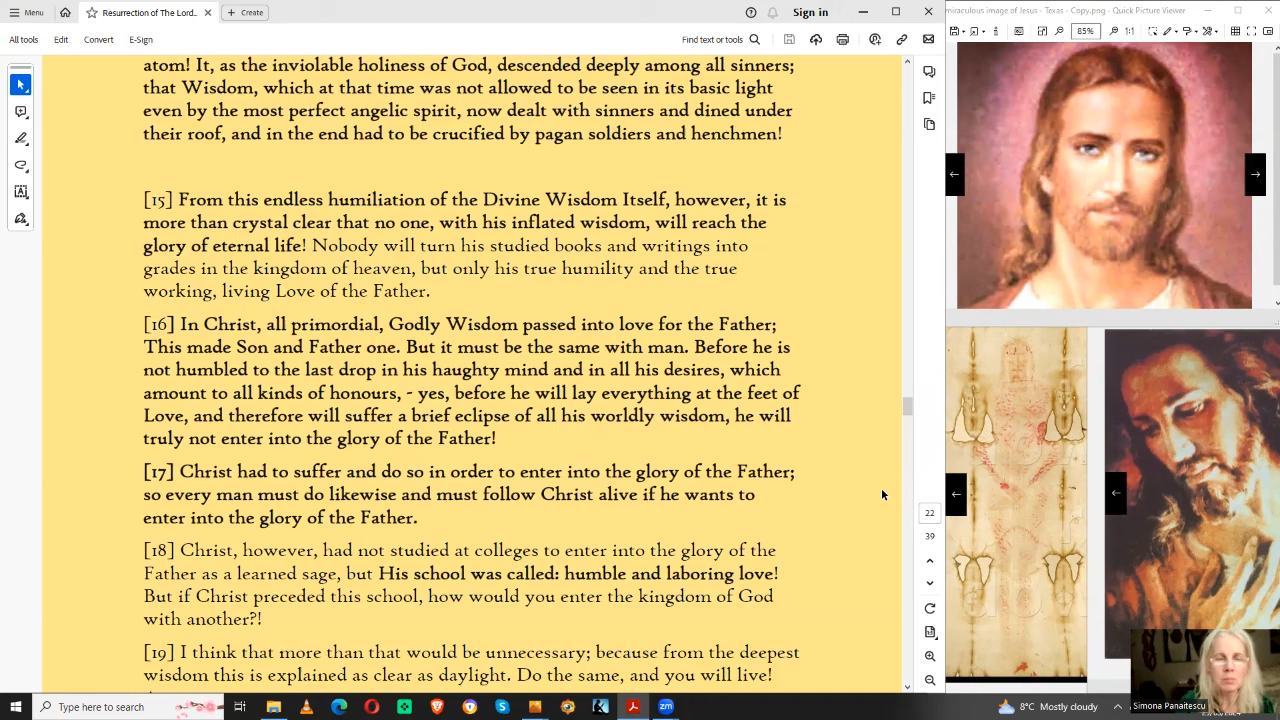 Menu
Resurrection of The Lord...
Create
Sign in
miraculous image of Jesus - Texas - Copy.png - Quick Picture Viewer
All tools
Edit
Convert
E-Sign
Find text or tools
85%
1:1
atom! It, as the inviolable holiness of God, descended deeply among all sinners;
that Wisdom, which at that time was not allowed to be seen in its basic light
even by the most perfect angelic spirit, now dealt with sinners and dined under
their roof, and in the end had to be crucified by pagan soldiers and henchmen!
[15] From this endless humiliation of the Divine Wisdom Itself, however, it is
more than crystal clear that no one, with his inflated wisdom, will reach the
glory of eternal life! Nobody will turn his studied books and writings into
grades in the kingdom of heaven, but only his true humility and the true
working, living Love of the Father.
[16] In Christ, all primordial, Godly Wisdom passed into love for the Father;
This made Son and Father one. But it must be the same with man. Before he is
not humbled to the last drop in his haughty mind and in all his desires, which
amount to all kinds of honours, - yes, before he will lay everything at the feet of
Love, and therefore will suffer a brief eclipse of all his worldly wisdom, he will
truly not enter into the glory of the Father!
[17] Christ had to suffer and do so in order to enter into the glory of the Father;
so every man must do likewise and must follow Christ alive if he wants to
enter into the glory of the Father.
[18] Christ, however, had not studied at colleges to enter into the glory of the
Father as a learned sage, but His school was called: humble and laboring love!
But if Christ preceded this school, how would you enter the kingdom of God
with another?!
[19] I think that more than that would be unnecessary; because from the deepest
wisdom this is explained as clear as daylight. Do the same, and you will live!
22
39
Type here to search
8°C Mostly cloudy
Simona Panaitescu